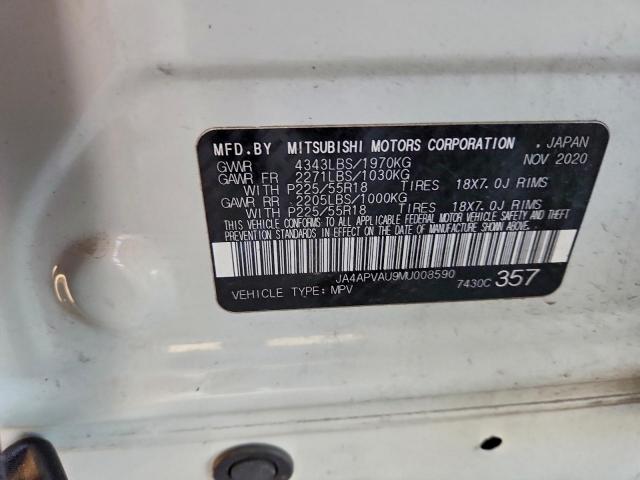 MFD.BY MITSUBISHI MOTORS CORPORATION . JAPAN
GVWR 4343LBS/1970KG NOV 2020
GAWR FR 2271LBS/1030KG
WITH P225/55R18 TIRES 18X7.0J RIMS
GAWR RR 2205LBS/1000KG
WITH P225/55R18 TIRES 18X7.0J RIMS
THIS VEHICLE CONFORMS TO ALL APPLICABLE FEDERAL MOTOR VEHICLE SAFETY AND THEFT
PREVENTION STANDARDS IN EFFECT ON THE DATE OF MANUFACTURE SHOWN ABOVE.
JA4APVAU9MU008590
VEHICLE TYPE: MPV 7430C 357